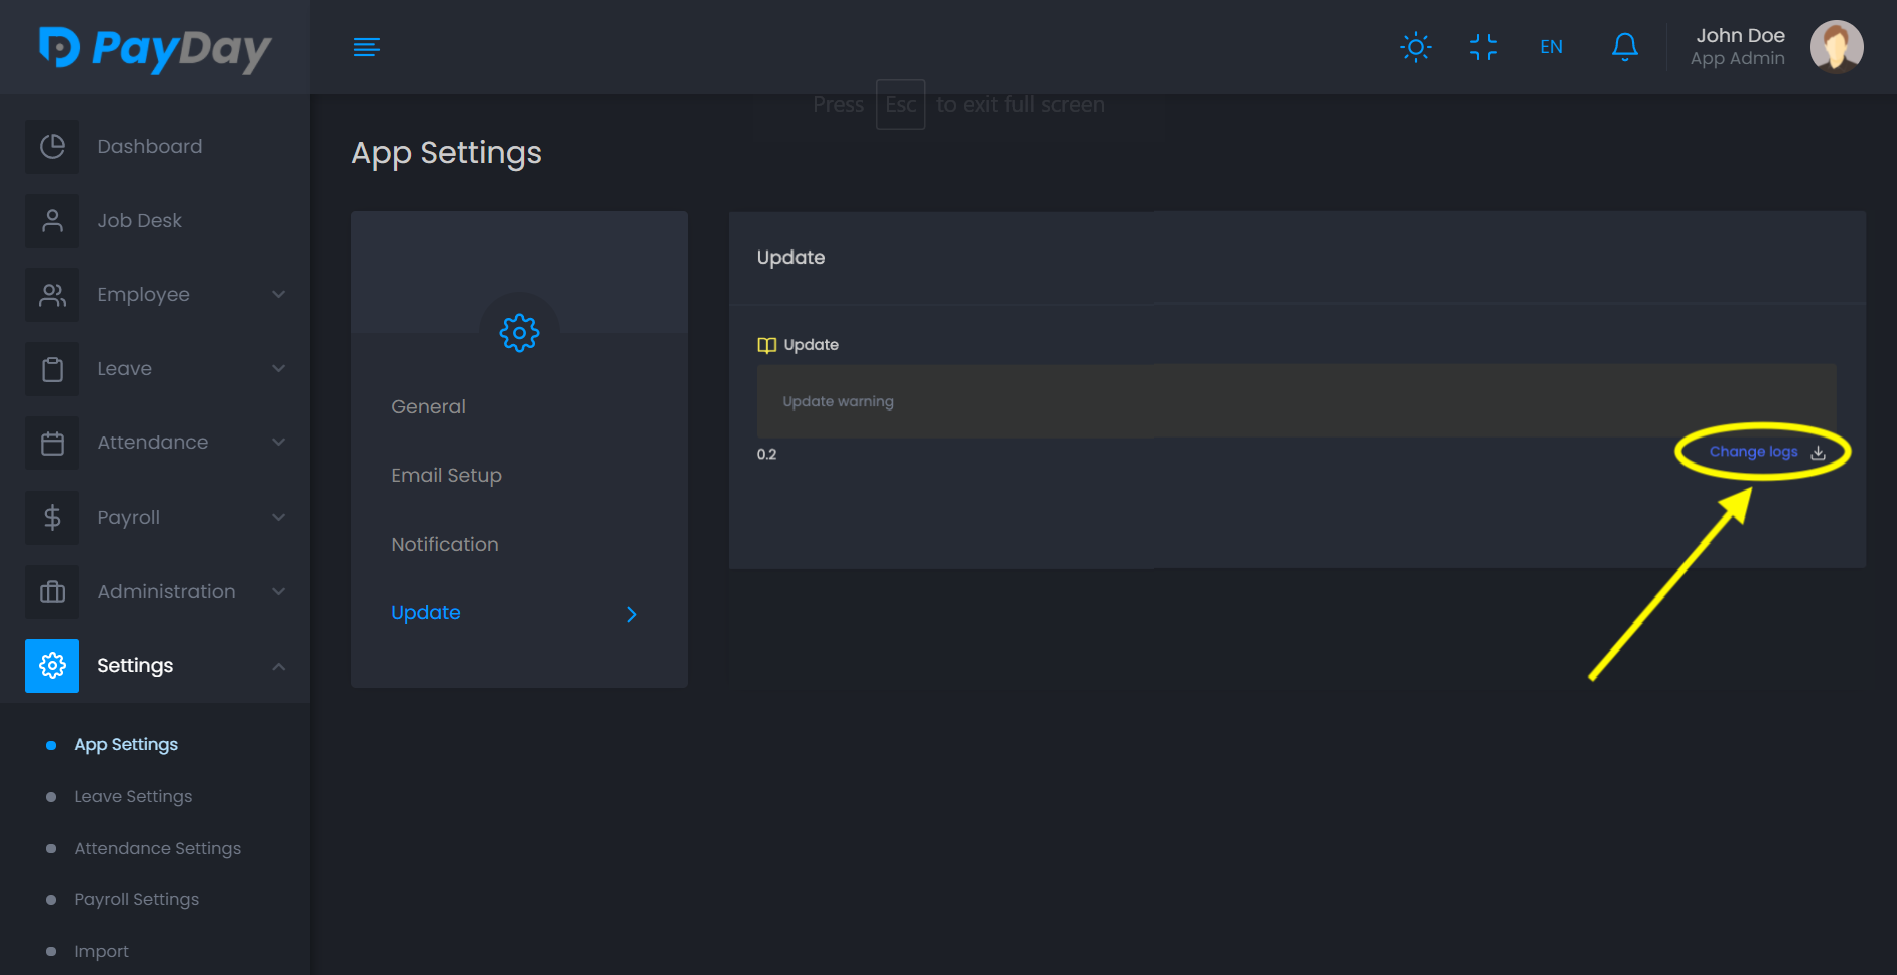 PayDay
EN
John Doe
App Admin
Press Esc to exit full screen
Dashboard
Job Desk
Employee
Leave
Attendance
Payroll
Administration
Settings
App Settings
Leave Settings
Attendance Settings
Payroll Settings
Import
App Settings
General
Email Setup
Notification
Update
Update
Update
Update warning
0.2
Change logs